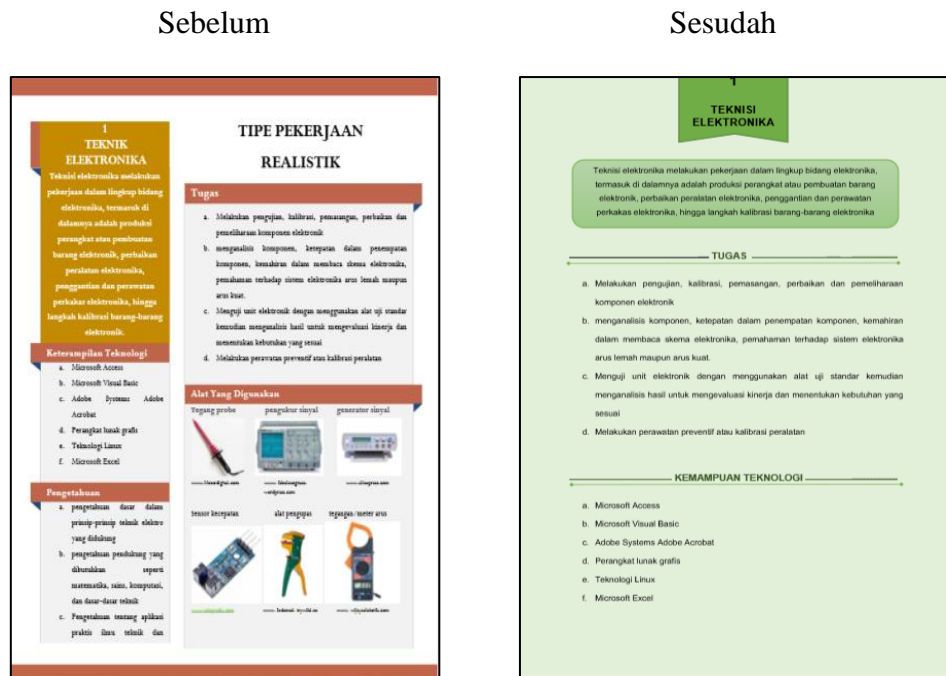 Sebelum
Sesudah
1
TEKNIK
ELEKTRONIKA
Teknisi elektronika melakukan
pekerjaan dalam lingkup bidang
elektronika, termasuk di
dalamnya adalah produksi
perangkat atau pembuatan
barang elektronik, perbaikan
peralatan elektronika,
penggantian dan perawatan
perkakas elektronika, hingga
langkah kalibrasi barang-barang
elektronik.
Keterampilan Teknologi
a. Microsoft Access
b. Microsoft Visual Basic
c. Adobe Systems Adobe
Acrobat
d. Perangkat lunak grafis
e. Teknologi Linux
f. Microsoft Excel
Pengetahuan
a. pengetahuan dasar dalam
prinsip-prinsip teknik elektro
yang didukung
b. pengetahuan pendukung yang
dibutuhkan seperti
matematika, sains, komputasi,
dan dasar-dasar teknik
c. Pengetahuan tentang aplikasi
praktis ilmu teknik dan
TIPE PEKERJAAN
REALISTIK
Tugas
a. Melakukan pengujian, kalibrasi, pemasangan, perbaikan dan
pemeliharaan komponen elektronik
b. menganalisis komponen, ketepatan dalam penempatan
komponen, kemahiran dalam membaca skema elektronika,
pemahaman terhadap sistem elektronika arus lemah maupun
arus kuat.
c. Menguji unit elektronik dengan menggunakan alat uji standar
kemudian menganalisis hasil untuk mengevaluasi kinerja dan
menentukan kebutuhan yang sesuai
d. Melakukan perawatan preventif atau kalibrasi peralatan
Alat Yang Digunakan
Tegang probe pengukur sinyal generator sinyal
sensor kecepatan alat pengupas tegangan/meter arus
1
TEKNISI
ELEKTRONIKA
Teknisi elektronika melakukan pekerjaan dalam lingkup bidang elektronika,
termasuk di dalamnya adalah produksi perangkat atau pembuatan barang
elektronik, perbaikan peralatan elektronika, penggantian dan perawatan
perkakas elektronika, hingga langkah kalibrasi barang-barang elektronika
TUGAS
a. Melakukan pengujian, kalibrasi, pemasangan, perbaikan dan pemeliharaan
komponen elektronik
b. menganalisis komponen, ketepatan dalam penempatan komponen, kemahiran
dalam membaca skema elektronika, pemahaman terhadap sistem elektronika
arus lemah maupun arus kuat.
c. Menguji unit elektronik dengan menggunakan alat uji standar kemudian
menganalisis hasil untuk mengevaluasi kinerja dan menentukan kebutuhan yang
sesuai
d. Melakukan perawatan preventif atau kalibrasi peralatan
KEMAMPUAN TEKNOLOGI
a. Microsoft Access
b. Microsoft Visual Basic
c. Adobe Systems Adobe Acrobat
d. Perangkat lunak grafis
e. Teknologi Linux
f. Microsoft Excel